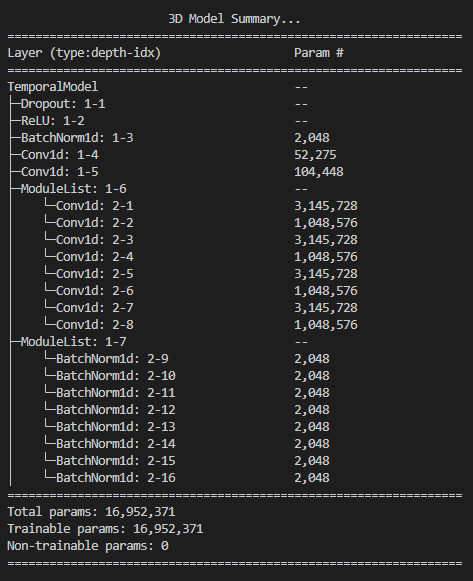 3D Model Summary...
=================================================================
Layer (type:depth-idx)                   Param #
=================================================================
TemporalModel                            --
├─Dropout: 1-1                           --
├─ReLU: 1-2                              --
├─BatchNorm1d: 1-3                       2,048
├─Conv1d: 1-4                            52,275
├─Conv1d: 1-5                            104,448
├─ModuleList: 1-6                        --
│    └─Conv1d: 2-1                       3,145,728
│    └─Conv1d: 2-2                       1,048,576
│    └─Conv1d: 2-3                       3,145,728
│    └─Conv1d: 2-4                       1,048,576
│    └─Conv1d: 2-5                       3,145,728
│    └─Conv1d: 2-6                       1,048,576
│    └─Conv1d: 2-7                       3,145,728
│    └─Conv1d: 2-8                       1,048,576
├─ModuleList: 1-7                        --
│    └─BatchNorm1d: 2-9                  2,048
│    └─BatchNorm1d: 2-10                 2,048
│    └─BatchNorm1d: 2-11                 2,048
│    └─BatchNorm1d: 2-12                 2,048
│    └─BatchNorm1d: 2-13                 2,048
│    └─BatchNorm1d: 2-14                 2,048
│    └─BatchNorm1d: 2-15                 2,048
│    └─BatchNorm1d: 2-16                 2,048
=================================================================
Total params: 16,952,371
Trainable params: 16,952,371
Non-trainable params: 0
=================================================================